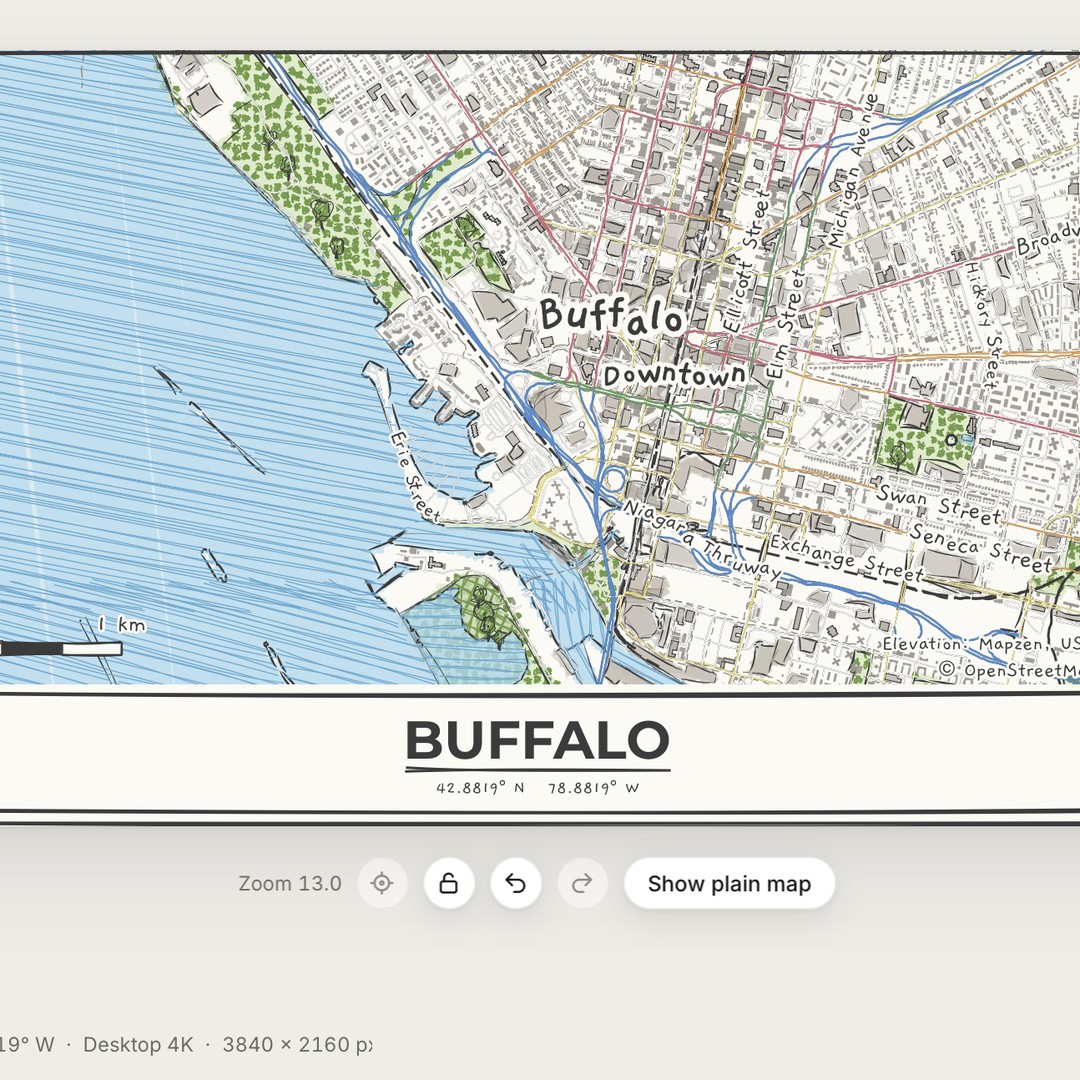 Michigan Avenue
Ellicott Street
Elm Street
Hickory Street
Buffalo
Downtown
Erie Street
Swan Street
Seneca Street
Niagara Thruway
Exchange Street
1 km
Elevation: Mapzen, US
© OpenStreetM
BUFFALO
42.8819° N 78.8819° W
Zoom 13.0
Show plain map
19° W · Desktop 4K · 3840 × 2160 p